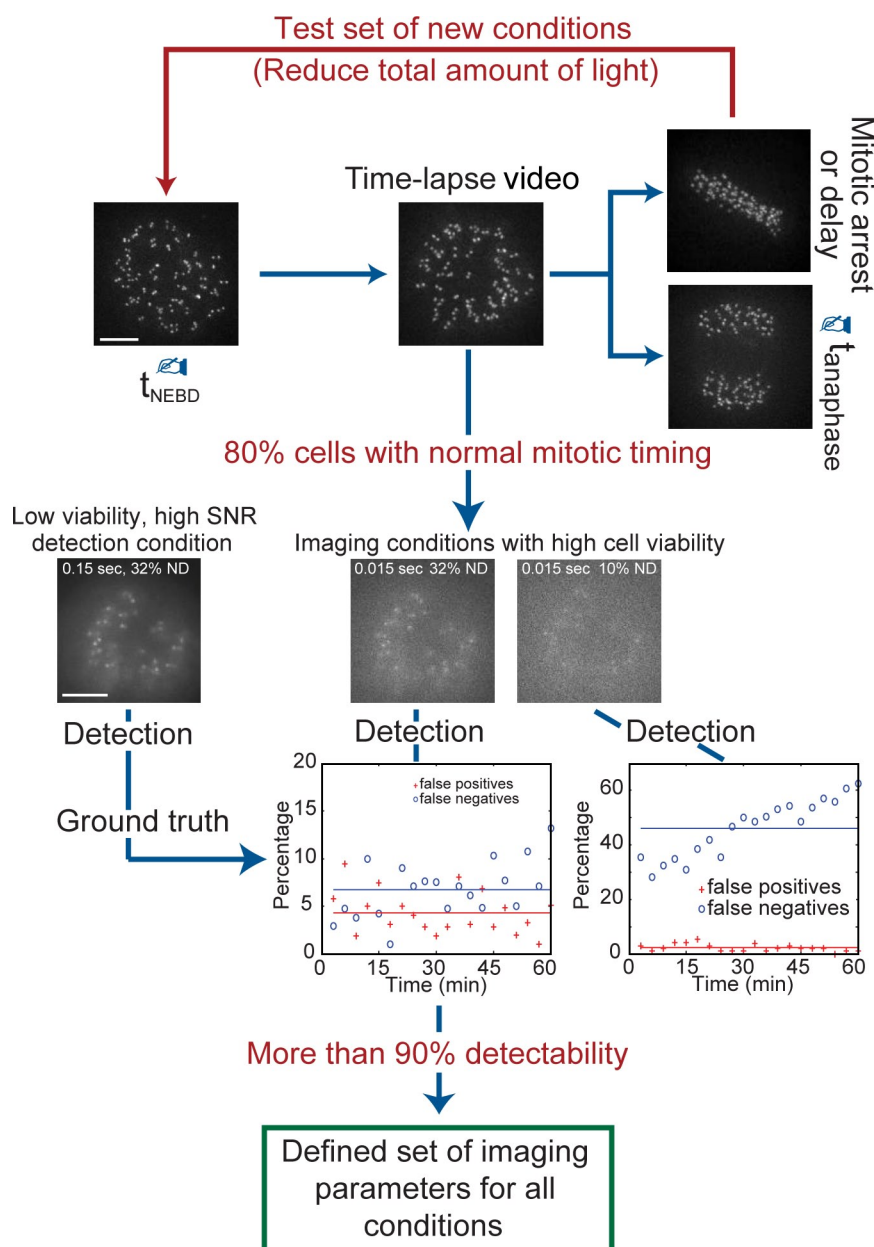 Test set of new conditions
(Reduce total amount of light)
Time-lapse video
Mitotic arrest
or delay
tNEBD
tanaphase
80% cells with normal mitotic timing
Low viability, high SNR
detection condition
Imaging conditions with high cell viability
0.15 sec, 32% ND
0.015 sec 32% ND
0.015 sec 10% ND
Detection
Detection
Detection
Ground truth
20
15
10
5
0
Percentage
+false positives
o false negatives
0 15 30 45 60
Time (min)
60
40
20
0
Percentage
+false positives
o false negatives
0 15 30 45 60
Time (min)
More than 90% detectability
Defined set of imaging
parameters for all
conditions